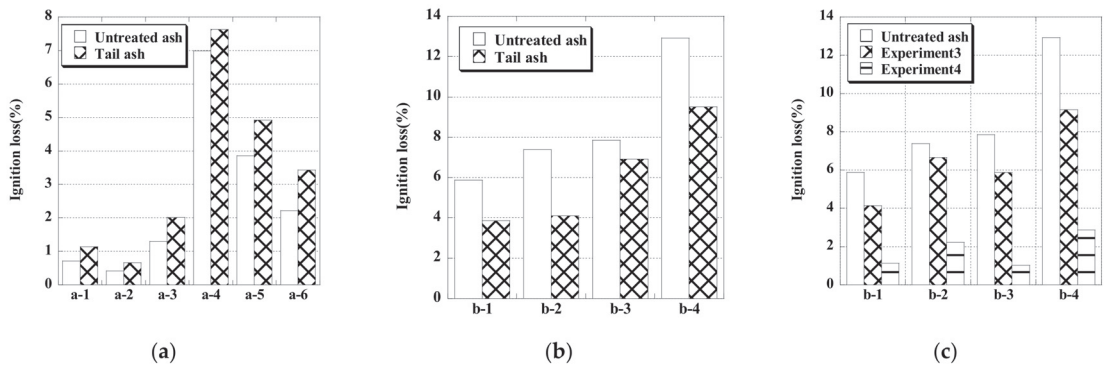 Ignition loss(%)
8
7
6
5
4
3
2
1
0
Untreated ash
Tail ash
a-1 a-2 a-3 a-4 a-5 a-6
(a)
Ignition loss(%)
14
12
10
8
6
4
2
0
Untreated ash
Tail ash
b-1 b-2 b-3 b-4
(b)
Ignition loss(%)
14
12
10
8
6
4
2
0
Untreated ash
Experiment3
Experiment4
b-1 b-2 b-3 b-4
(c)